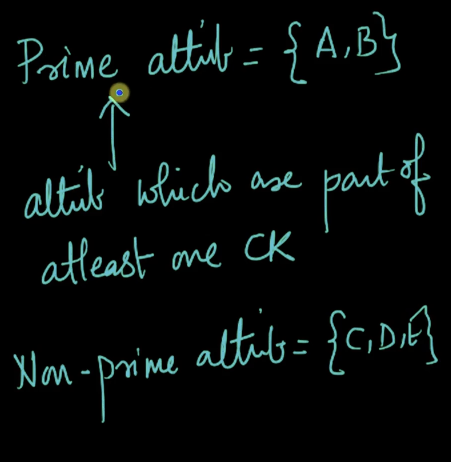 Prime attrib = {A,B}
attrib which are part of
atleast one CK
Non-prime attrib = {C,D,E}